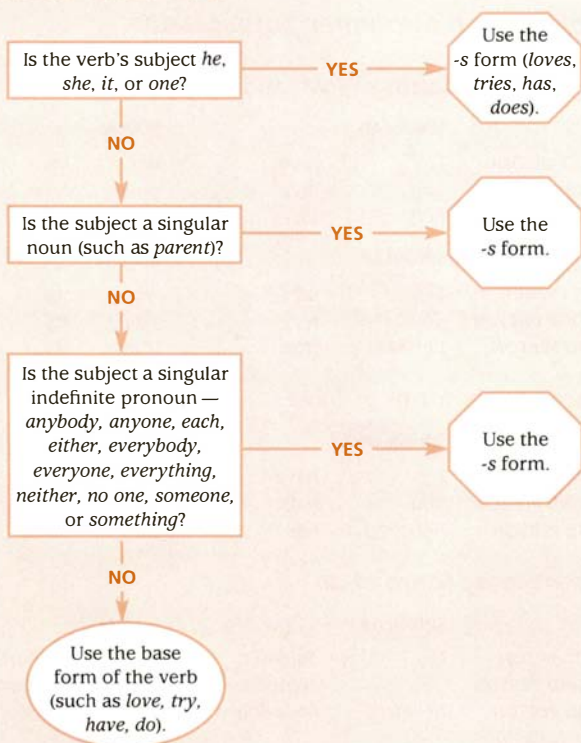 Is the verb's subject he,
she, it, or one?
YES
Use the
-s form (loves,
tries, has,
does).
NO
Is the subject a singular
noun (such as parent)?
YES
Use the
-s form.
NO
Is the subject a singular
indefinite pronoun —
anybody, anyone, each,
either, everybody,
everyone, everything,
neither, no one, someone,
or something?
YES
Use the
-s form.
NO
Use the base
form of the verb
(such as love, try,
have, do).